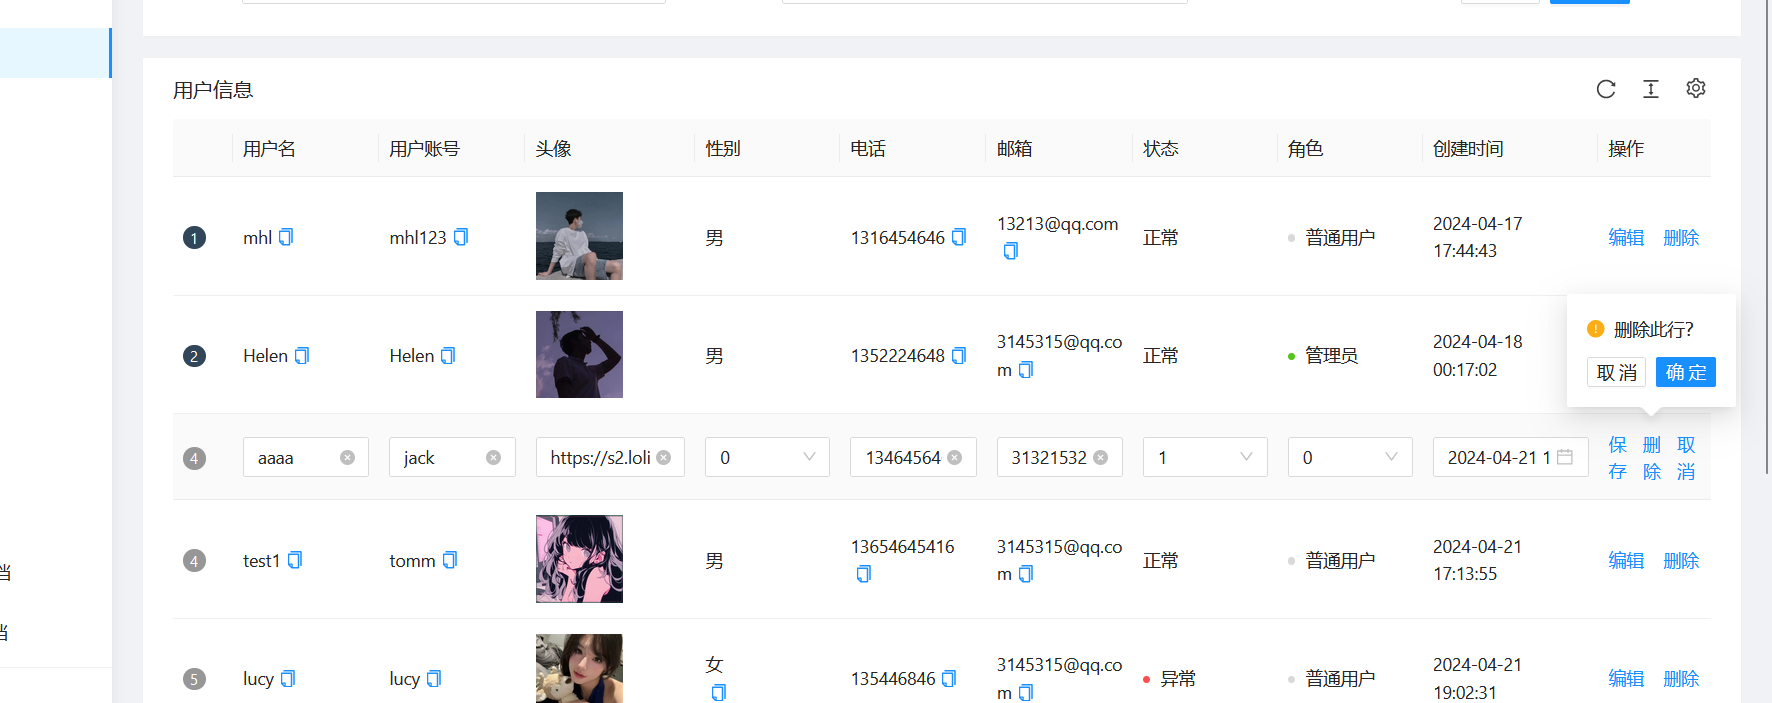 用户信息
用户名 用户账号 头像 性别 电话 邮箱 状态 角色 创建时间 操作
1 mhl mhl123 男 1316454646 13213@qq.com 正常 普通用户 2024-04-17 编辑 删除
17:44:43
删除此行?
取 消 确 定
2 Helen Helen 男 1352224648 3145315@qq.co 正常 管理员 2024-04-18
m 00:17:02
4 aaaa jack https://s2.loli 0 13464564 31321532 1 0 2024-04-21 1 保 删 取
存 除 消
4 test1 tomm 男 13654645416 3145315@qq.co 正常 普通用户 2024-04-21 编辑 删除
m 17:13:55
档
5 lucy lucy 女 135446846 3145315@qq.co 异常 普通用户 2024-04-21 编辑 删除
m 19:02:31